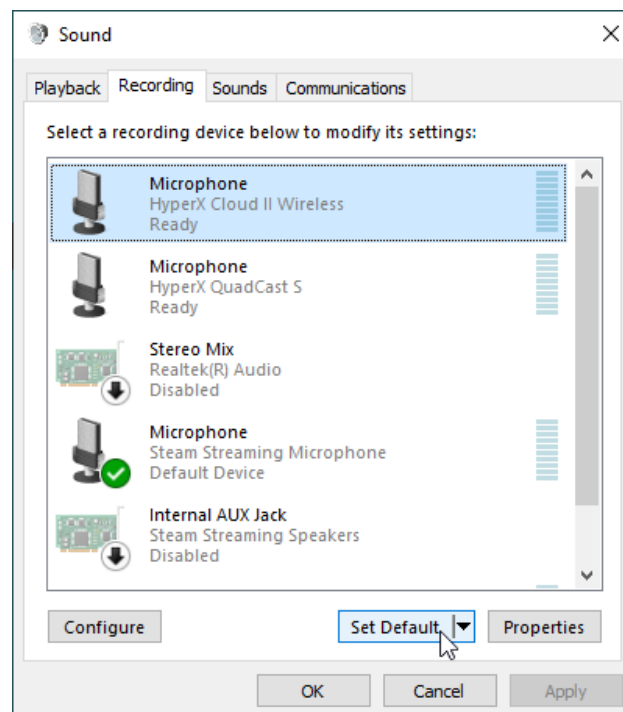 Sound
Playback Recording Sounds Communications
Select a recording device below to modify its settings:
Microphone
HyperX Cloud II Wireless
Ready
Microphone
HyperX QuadCast S
Ready
Stereo Mix
Realtek(R) Audio
Disabled
Microphone
Steam Streaming Microphone
Default Device
Internal AUX Jack
Steam Streaming Speakers
Disabled
Configure Set Default Properties
OK Cancel Apply